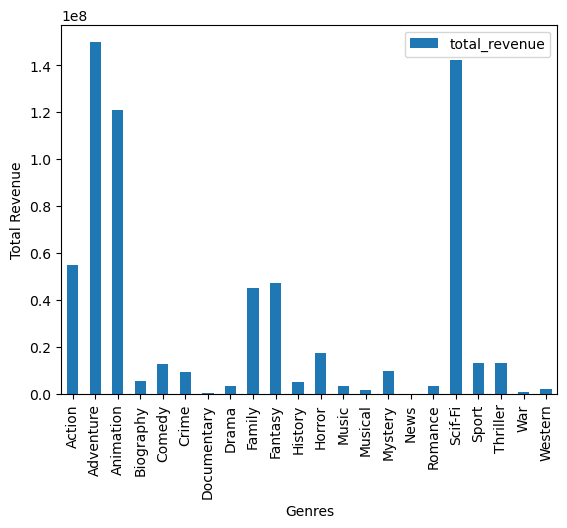 1e8
total_revenue
1.4
1.2
1.0
0.8
0.6
0.4
0.2
0.0
Total Revenue
Action
Adventure
Animation
Biography
Comedy
Crime
Documentary
Drama
Family
Fantasy
History
Horror
Music
Musical
Mystery
News
Romance
Scif-Fi
Sport
Thriller
War
Western
Genres